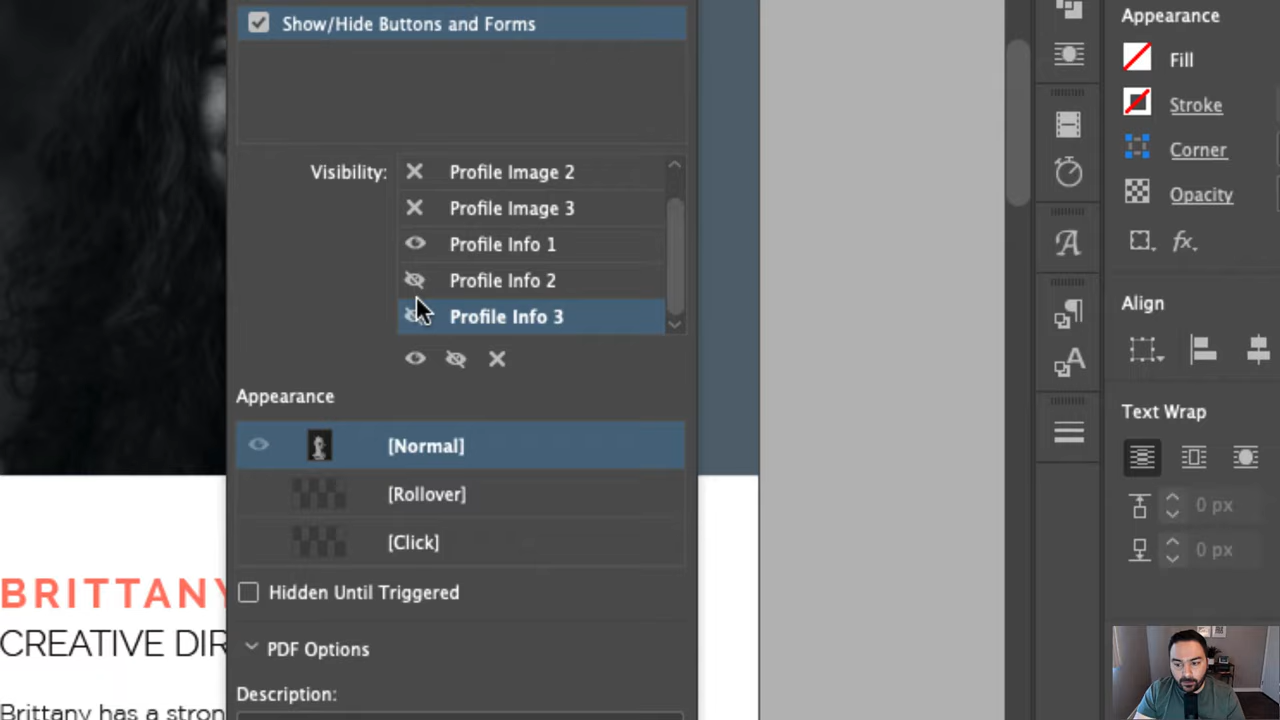 Show/Hide Buttons and Forms
Visibility:
Profile Image 2
Profile Image 3
Profile Info 1
Profile Info 2
Profile Info 3
Appearance
[Normal]
[Rollover]
[Click]
Hidden Until Triggered
PDF Options
Description:
BRITTANY
CREATIVE DIR
Brittany has a stron
Appearance
Fill
Stroke
Corner
Opacity
fx
Align
Text Wrap
0 px
0 px